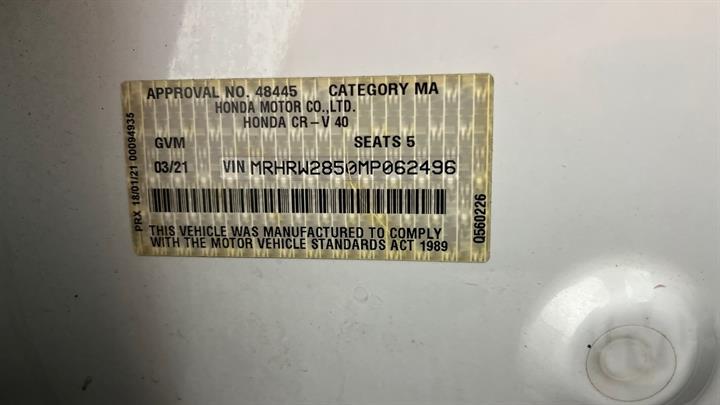 APPROVAL NO. 48445 CATEGORY MA
HONDA MOTOR CO.,LTD.
HONDA CR-V 40
GVM SEATS 5
03/21 VIN MRHRW2850MP062496
THIS VEHICLE WAS MANUFACTURED TO COMPLY
WITH THE MOTOR VEHICLE STANDARDS ACT 1989
PRX 18/01/21 00094935
Q560226